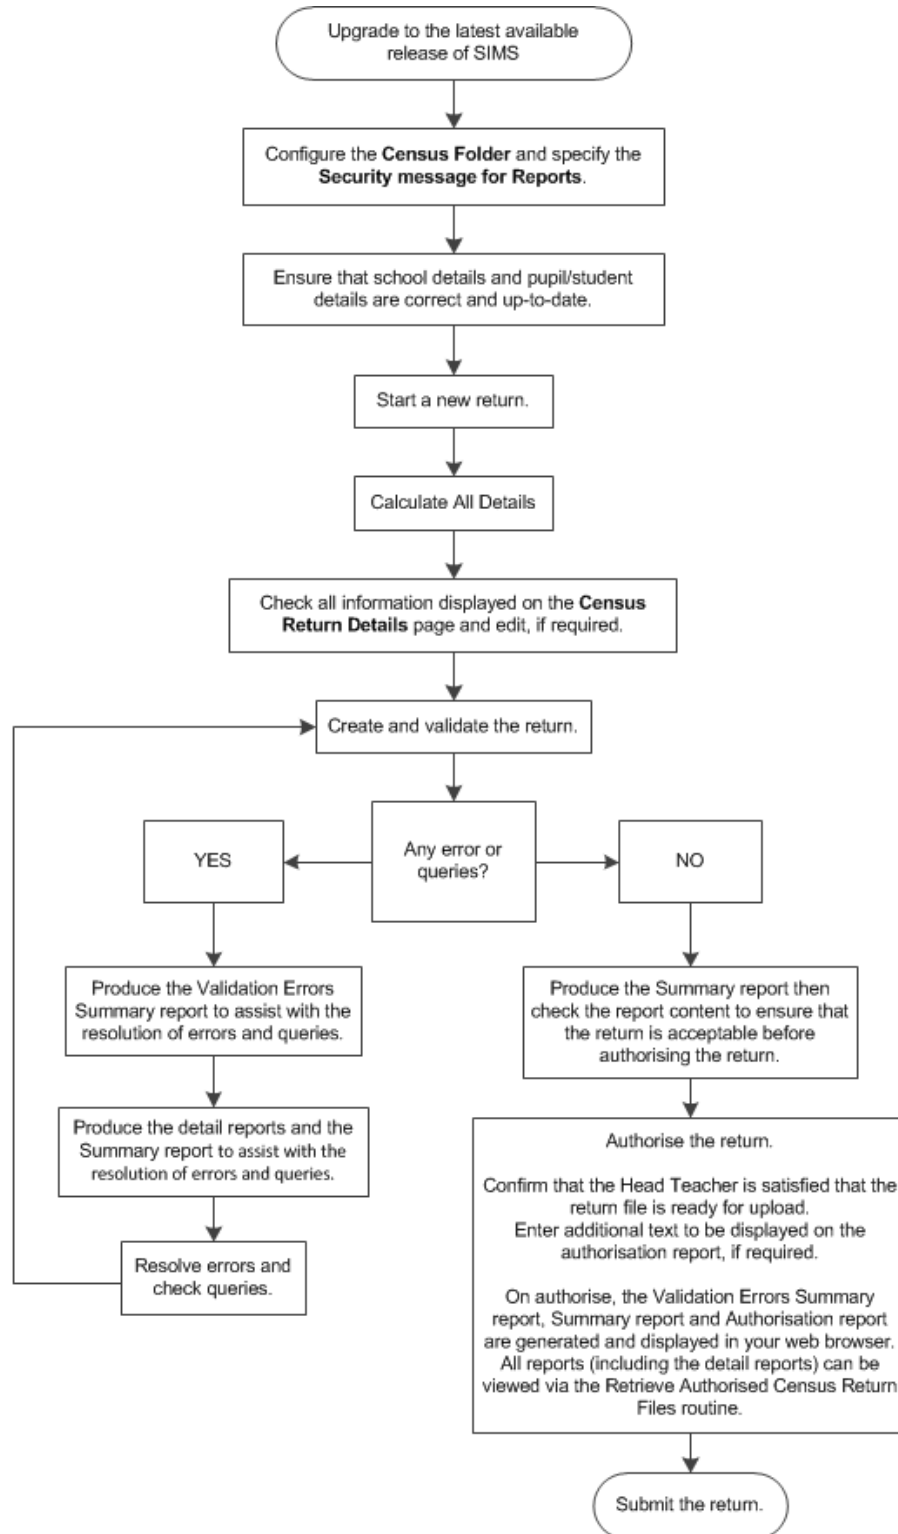 Upgrade to the latest available
release of SIMS
Configure the Census Folder and specify the
Security message for Reports.
Ensure that school details and pupil/student
details are correct and up-to-date.
Start a new return.
Calculate All Details
Check all information displayed on the Census
Return Details page and edit, if required.
Create and validate the return.
Any error or
queries?
YES
NO
Produce the Validation Errors
Summary report to assist with the
resolution of errors and queries.
Produce the detail reports and the
Summary report to assist with the
resolution of errors and queries.
Resolve errors and
check queries.
Produce the Summary report then
check the report content to ensure that
the return is acceptable before
authorising the return.
Authorise the return.
Confirm that the Head Teacher is satisfied that the
return file is ready for upload.
Enter additional text to be displayed on the
authorisation report, if required.
On authorise, the Validation Errors Summary
report, Summary report and Authorisation report
are generated and displayed in your web browser.
All reports (including the detail reports) can be
viewed via the Retrieve Authorised Census Return
Files routine.
Submit the return.